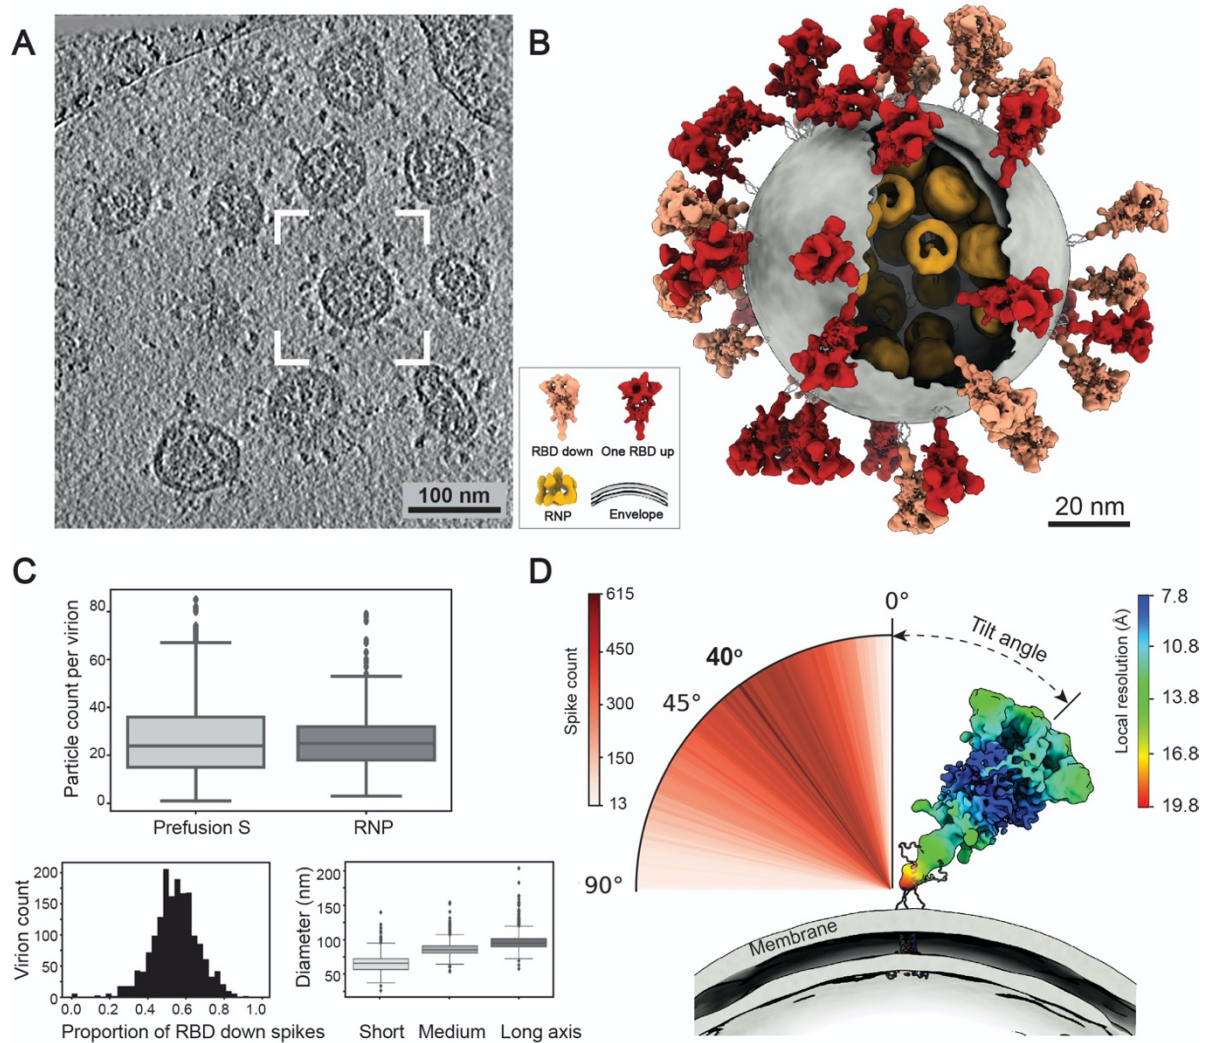 A
B
100 nm
RBD down One RBD up
RNP
Envelope
20 nm
C
D
Particle count per virion
80
60
40
20
0
Prefusion S
RNP
Virion count
200
150
100
50
0
0.0 0.2 0.4 0.6 0.8 1.0
Proportion of RBD down spikes
Diameter (nm)
200
150
100
50
Short Medium Long axis
Spike count
615
450
300
150
13
0°
40°
45°
90°
Tilt angle
Local resolution (Å)
7.8
10.8
13.8
16.8
19.8
Membrane